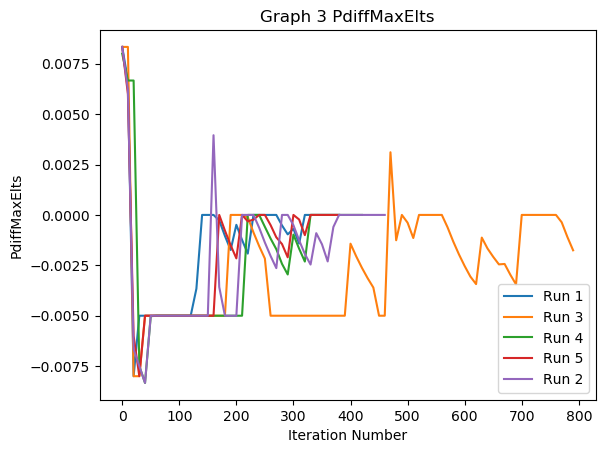 Graph 3 PdiffMaxElts
PdiffMaxElts
0.0075
0.0050
0.0025
0.0000
−0.0025
−0.0050
−0.0075
0 100 200 300 400 500 600 700 800
Iteration Number
Run 1
Run 3
Run 4
Run 5
Run 2